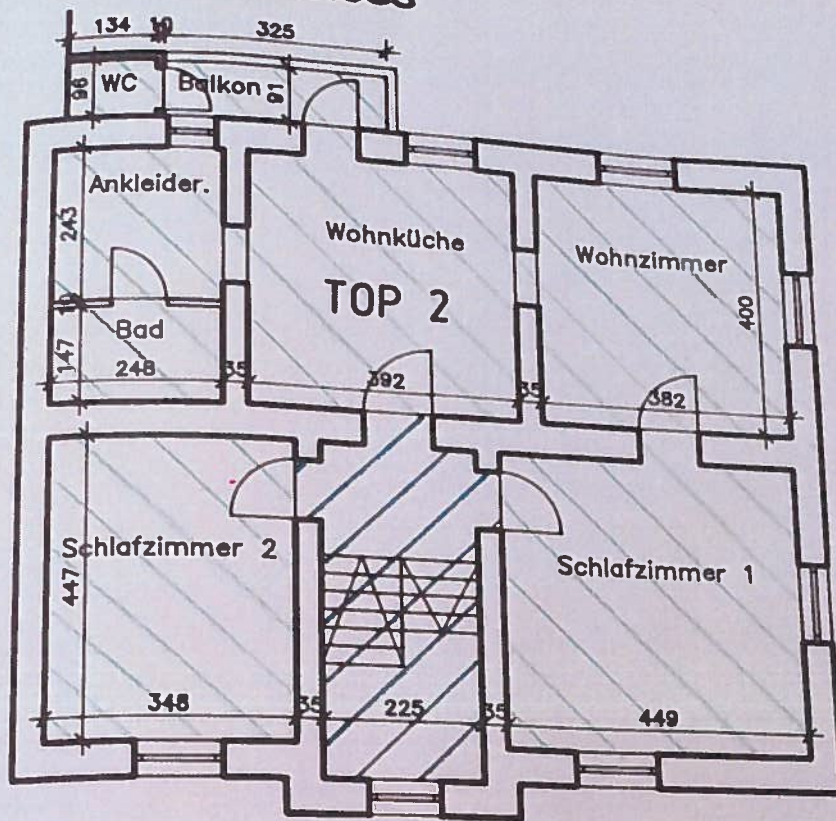 134 10 325
96 WC Balkon 91
Ankleider.
243
Wohnküche
Wohnzimmer
TOP 2
400
10
Bad
147
248 35 392 35 382
Schlafzimmer 2
447
Schlafzimmer 1
348 35 225 35 449